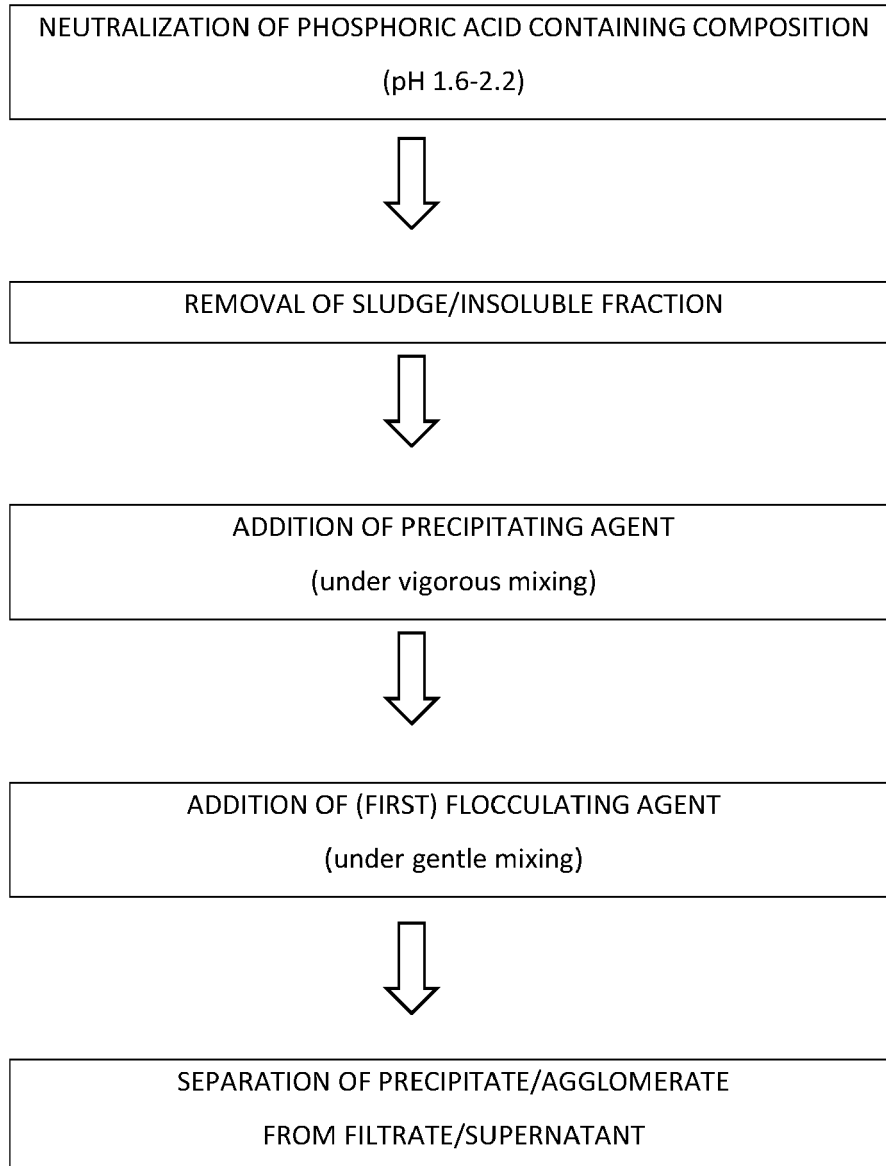 NEUTRALIZATION OF PHOSPHORIC ACID CONTAINING COMPOSITION
(pH 1.6-2.2)
REMOVAL OF SLUDGE/INSOLUBLE FRACTION
ADDITION OF PRECIPITATING AGENT
(under vigorous mixing)
ADDITION OF (FIRST) FLOCCULATING AGENT
(under gentle mixing)
SEPARATION OF PRECIPITATE/AGGLOMERATE
FROM FILTRATE/SUPERNATANT